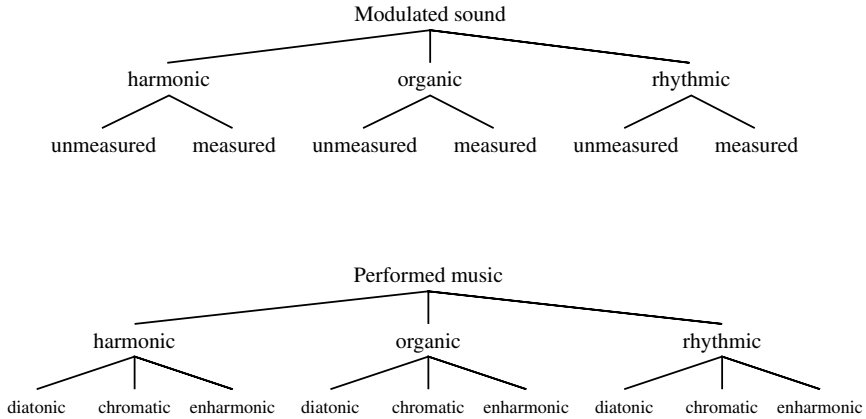 Modulated sound
harmonic organic rhythmic
unmeasured measured unmeasured measured unmeasured measured
Performed music
harmonic organic rhythmic
diatonic chromatic enharmonic diatonic chromatic enharmonic diatonic chromatic enharmonic